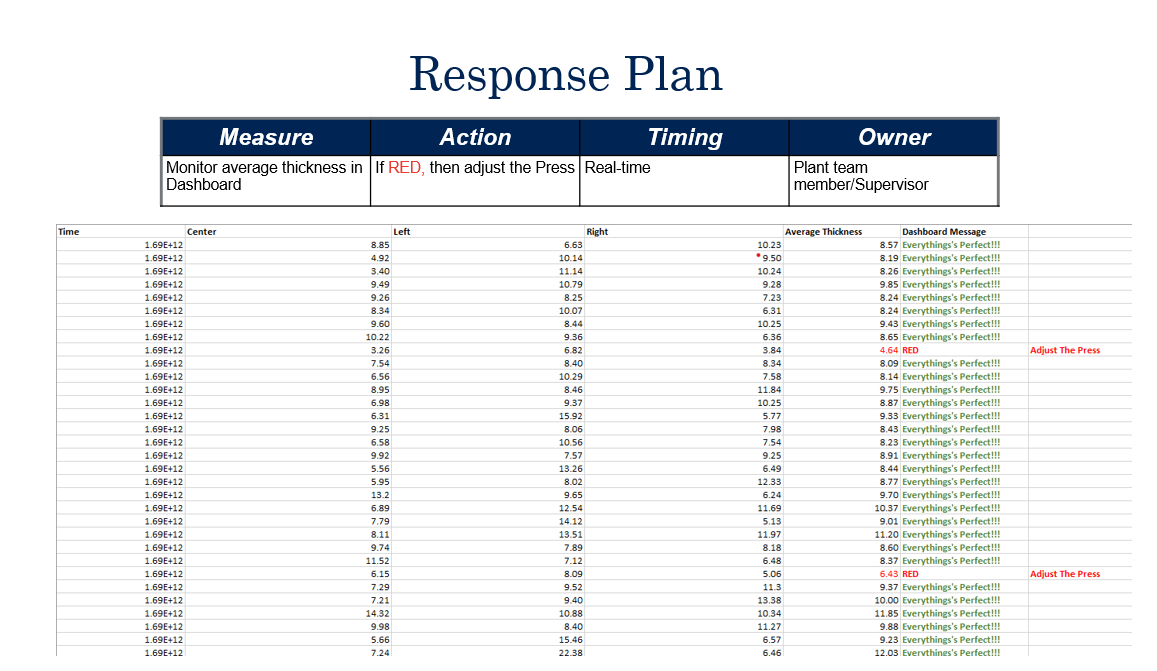 Response Plan
Measure Action Timing Owner
Monitor average thickness in If RED, then adjust the Press Real-time Plant team
Dashboard member/Supervisor
Time Center Left Right Average Thickness Dashboard Message
1.69E+12 8.85 6.63 10.23 8.57 Everythings's Perfect!!!
1.69E+12 4.92 10.14 9.50 8.19 Everythings's Perfect!!!
1.69E+12 3.40 11.14 10.24 8.26 Everythings's Perfect!!!
1.69E+12 9.49 10.79 9.28 9.85 Everythings's Perfect!!!
1.69E+12 9.26 8.25 7.23 8.24 Everythings's Perfect!!!
1.69E+12 8.34 10.07 6.31 8.24 Everythings's Perfect!!!
1.69E+12 9.60 8.44 10.25 9.43 Everythings's Perfect!!!
1.69E+12 10.22 9.36 6.36 8.65 Everythings's Perfect!!!
1.69E+12 3.26 6.82 3.84 4.64 RED Adjust The Press
1.69E+12 7.54 8.40 8.34 8.09 Everythings's Perfect!!!
1.69E+12 6.56 10.29 7.58 8.14 Everythings's Perfect!!!
1.69E+12 8.95 8.46 11.84 9.75 Everythings's Perfect!!!
1.69E+12 6.98 9.37 10.25 8.87 Everythings's Perfect!!!
1.69E+12 6.31 15.92 5.77 9.33 Everythings's Perfect!!!
1.69E+12 9.25 8.06 7.98 8.43 Everythings's Perfect!!!
1.69E+12 6.58 10.56 7.54 8.23 Everythings's Perfect!!!
1.69E+12 9.92 7.57 9.25 8.91 Everythings's Perfect!!!
1.69E+12 5.56 13.26 6.49 8.44 Everythings's Perfect!!!
1.69E+12 5.95 8.02 12.33 8.77 Everythings's Perfect!!!
1.69E+12 13.2 9.65 6.24 9.70 Everythings's Perfect!!!
1.69E+12 6.89 12.54 11.69 10.37 Everythings's Perfect!!!
1.69E+12 7.79 14.12 5.13 9.01 Everythings's Perfect!!!
1.69E+12 8.11 13.51 11.97 11.20 Everythings's Perfect!!!
1.69E+12 9.74 7.89 8.18 8.60 Everythings's Perfect!!!
1.69E+12 11.52 7.12 6.48 8.37 Everythings's Perfect!!!
1.69E+12 6.15 8.09 5.06 6.43 RED Adjust The Press
1.69E+12 7.29 9.52 11.3 9.37 Everythings's Perfect!!!
1.69E+12 7.21 9.40 13.38 10.00 Everythings's Perfect!!!
1.69E+12 14.32 10.88 10.34 11.85 Everythings's Perfect!!!
1.69E+12 9.98 8.40 11.27 9.88 Everythings's Perfect!!!
1.69E+12 5.66 15.46 6.57 9.23 Everythings's Perfect!!!
1.69E+12 7.24 22.38 6.46 12.03 Everythings's Perfect!!!